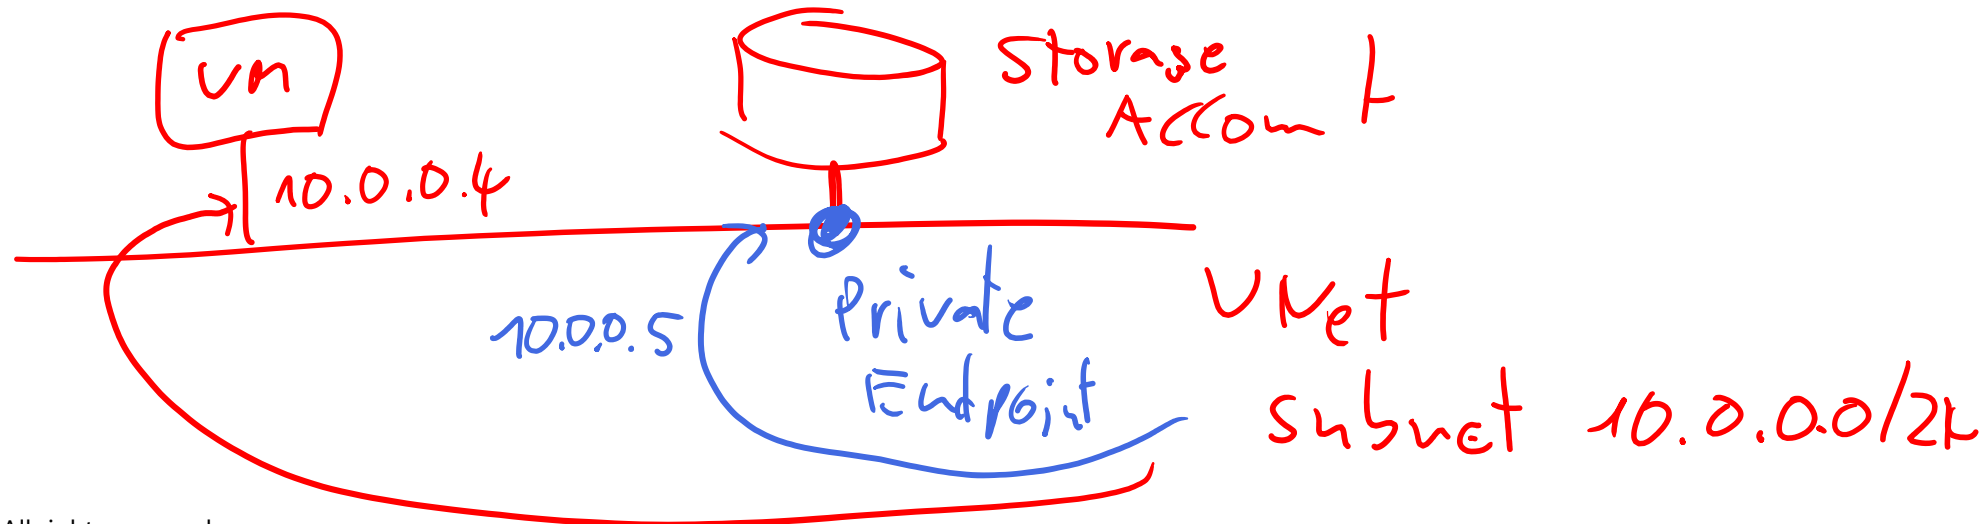 VM
Storage
Account
10.0.0.4
10.0.0.5
Private
Endpoint
VNet
Subnet 10.0.0.0/24